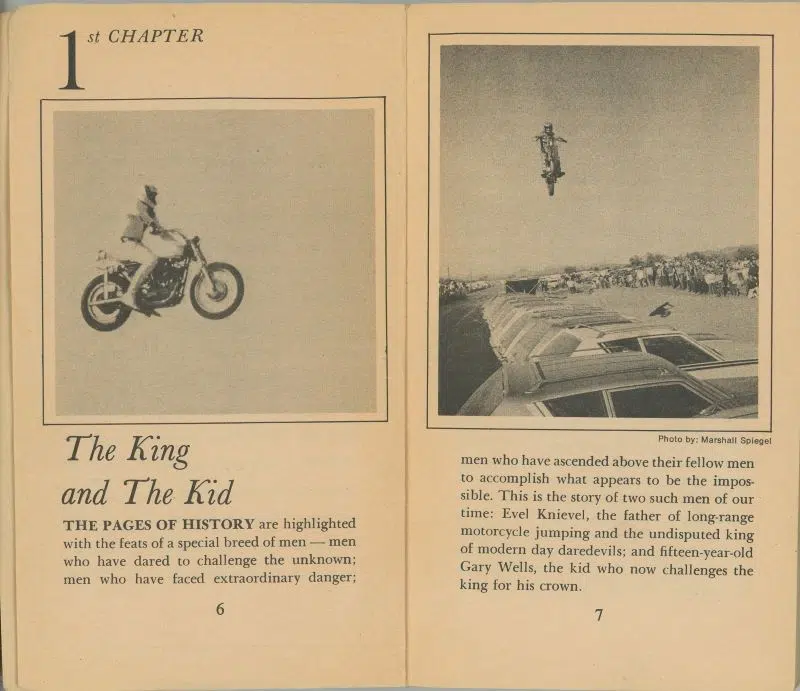 1st CHAPTER
The King
and The Kid
THE PAGES OF HISTORY are highlighted
with the feats of a special breed of men — men
who have dared to challenge the unknown;
men who have faced extraordinary danger;
6
Photo by: Marshall Spiegel
men who have ascended above their fellow men
to accomplish what appears to be the impos-
sible. This is the story of two such men of our
time: Evel Knievel, the father of long-range
motorcycle jumping and the undisputed king
of modern day daredevils; and fifteen-year-old
Gary Wells, the kid who now challenges the
king for his crown.
7